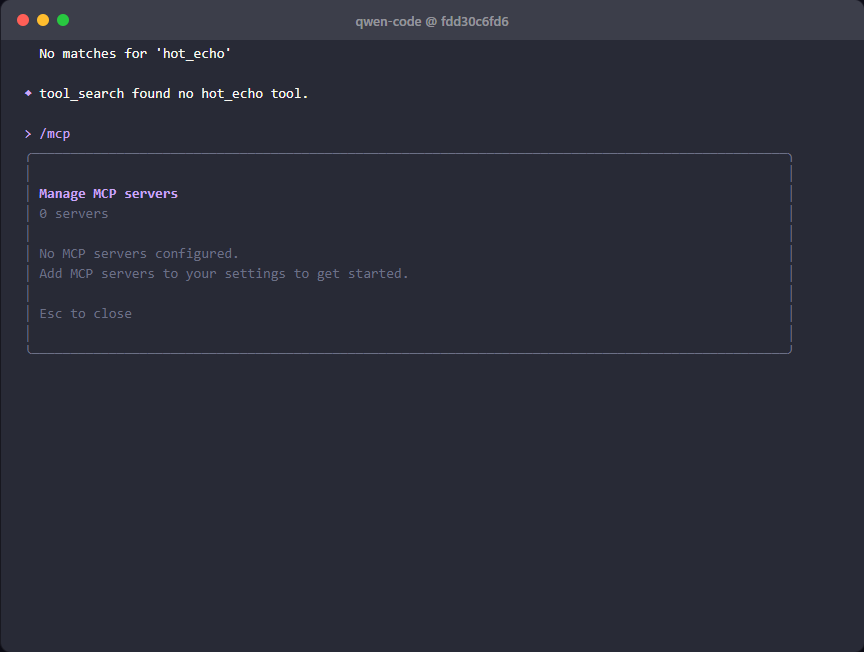 qwen-code @ fdd30c6fd6
No matches for 'hot_echo'
✦ tool_search found no hot_echo tool.
> /mcp
Manage MCP servers
0 servers
No MCP servers configured.
Add MCP servers to your settings to get started.
Esc to close